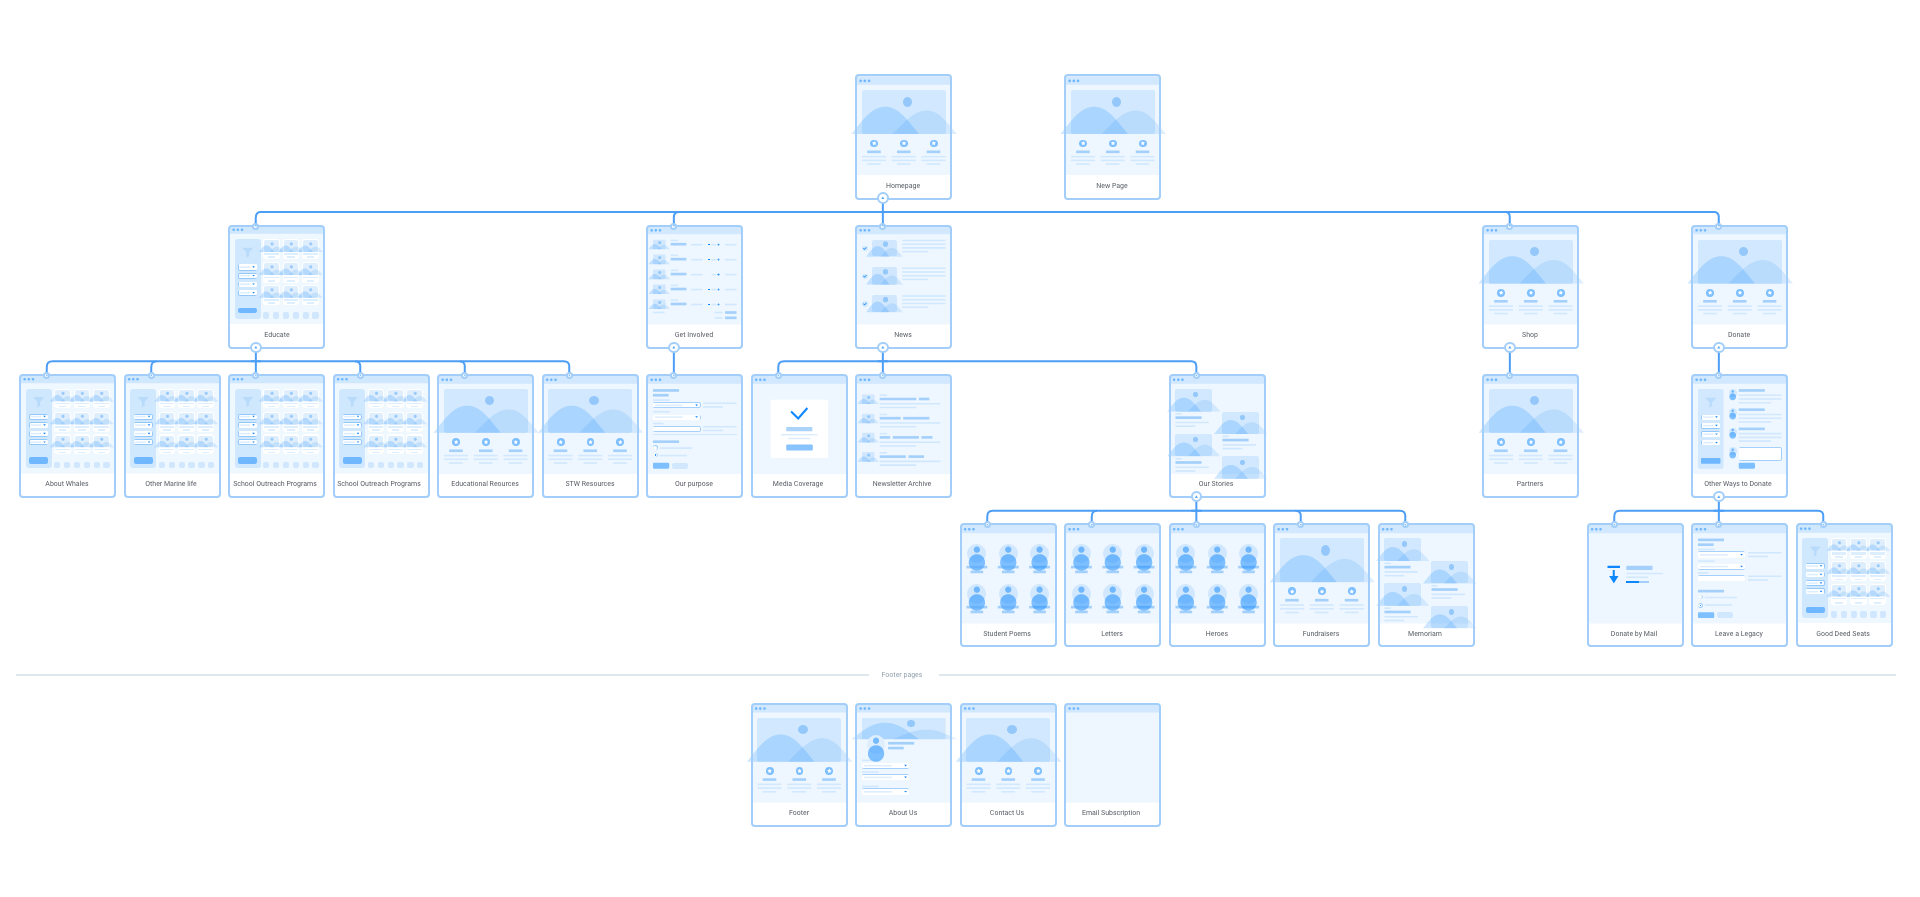 Homepage
New Page
Educate
Get Involved
News
Shop
Donate
About Whales
Other Marine life
School Outreach Programs
School Outreach Programs
Educational Reources
STW Resources
Our purpose
Media Coverage
Newsletter Archive
Our Stories
Partners
Other Ways to Donate
Student Poems
Letters
Heroes
Fundraisers
Memoriam
Donate by Mail
Leave a Legacy
Good Deed Seats
Footer pages
Footer
About Us
Contact Us
Email Subscription